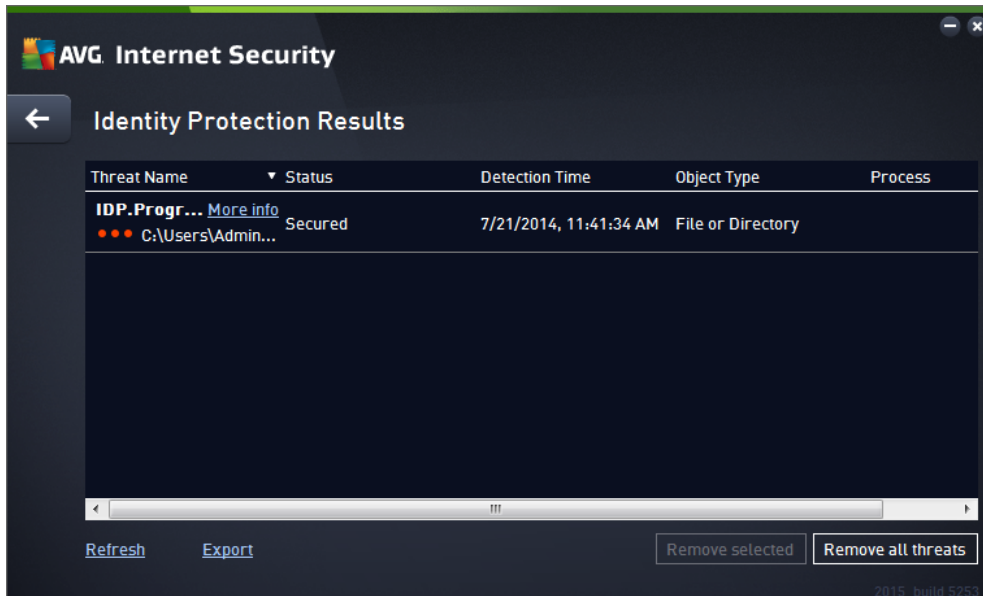 AVG. Internet Security
Identity Protection Results
Threat Name Status Detection Time Object Type Process
IDP.Progr... More info Secured 7/21/2014, 11:41:34 AM File or Directory
C:\Users\Admin...
Refresh Export Remove selected Remove all threats
2015, build 5253